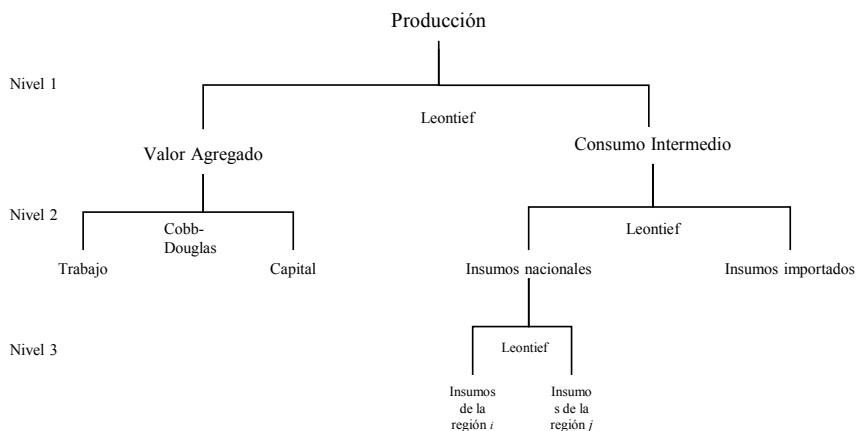 Producción
Nivel 1
Leontief
Valor Agregado
Consumo Intermedio
Nivel 2
Cobb-
Douglas
Leontief
Trabajo
Capital
Insumos nacionales
Insumos importados
Nivel 3
Leontief
Insumos
de la
región i
Insumo
s de la
región j